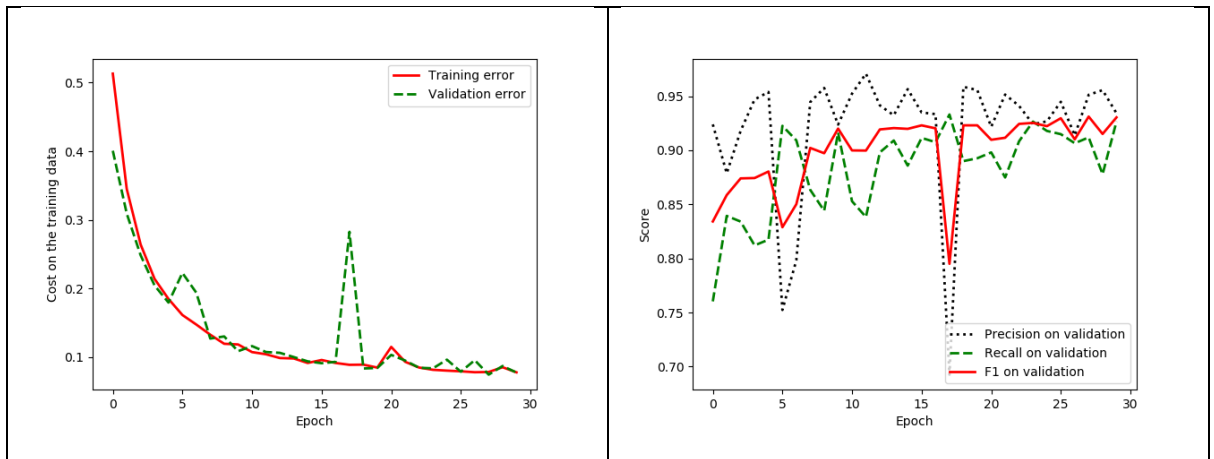 0.5
0.4
0.3
0.2
0.1
Cost on the training data
Training error
Validation error
0 5 10 15 20 25 30
Epoch
0.95
0.90
0.85
0.80
0.75
0.70
Score
Precision on validation
Recall on validation
F1 on validation
0 5 10 15 20 25 30
Epoch